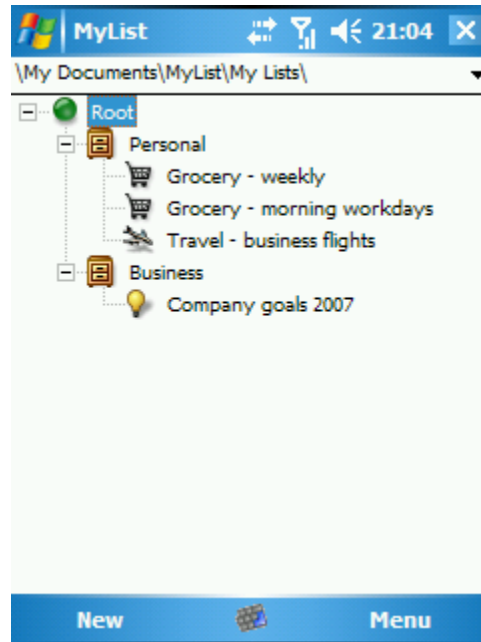 MyList 21:04
\My Documents\MyList\My Lists\
Root
Personal
Grocery - weekly
Grocery - morning workdays
Travel - business flights
Business
Company goals 2007
New Menu